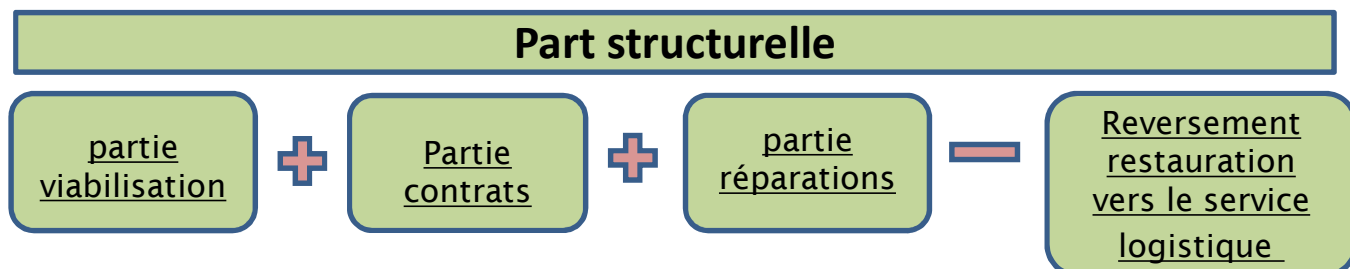 Part structurelle
partie
viabilisation
Partie
contrats
partie
réparations
Reversement
restauration
vers le service
logistique